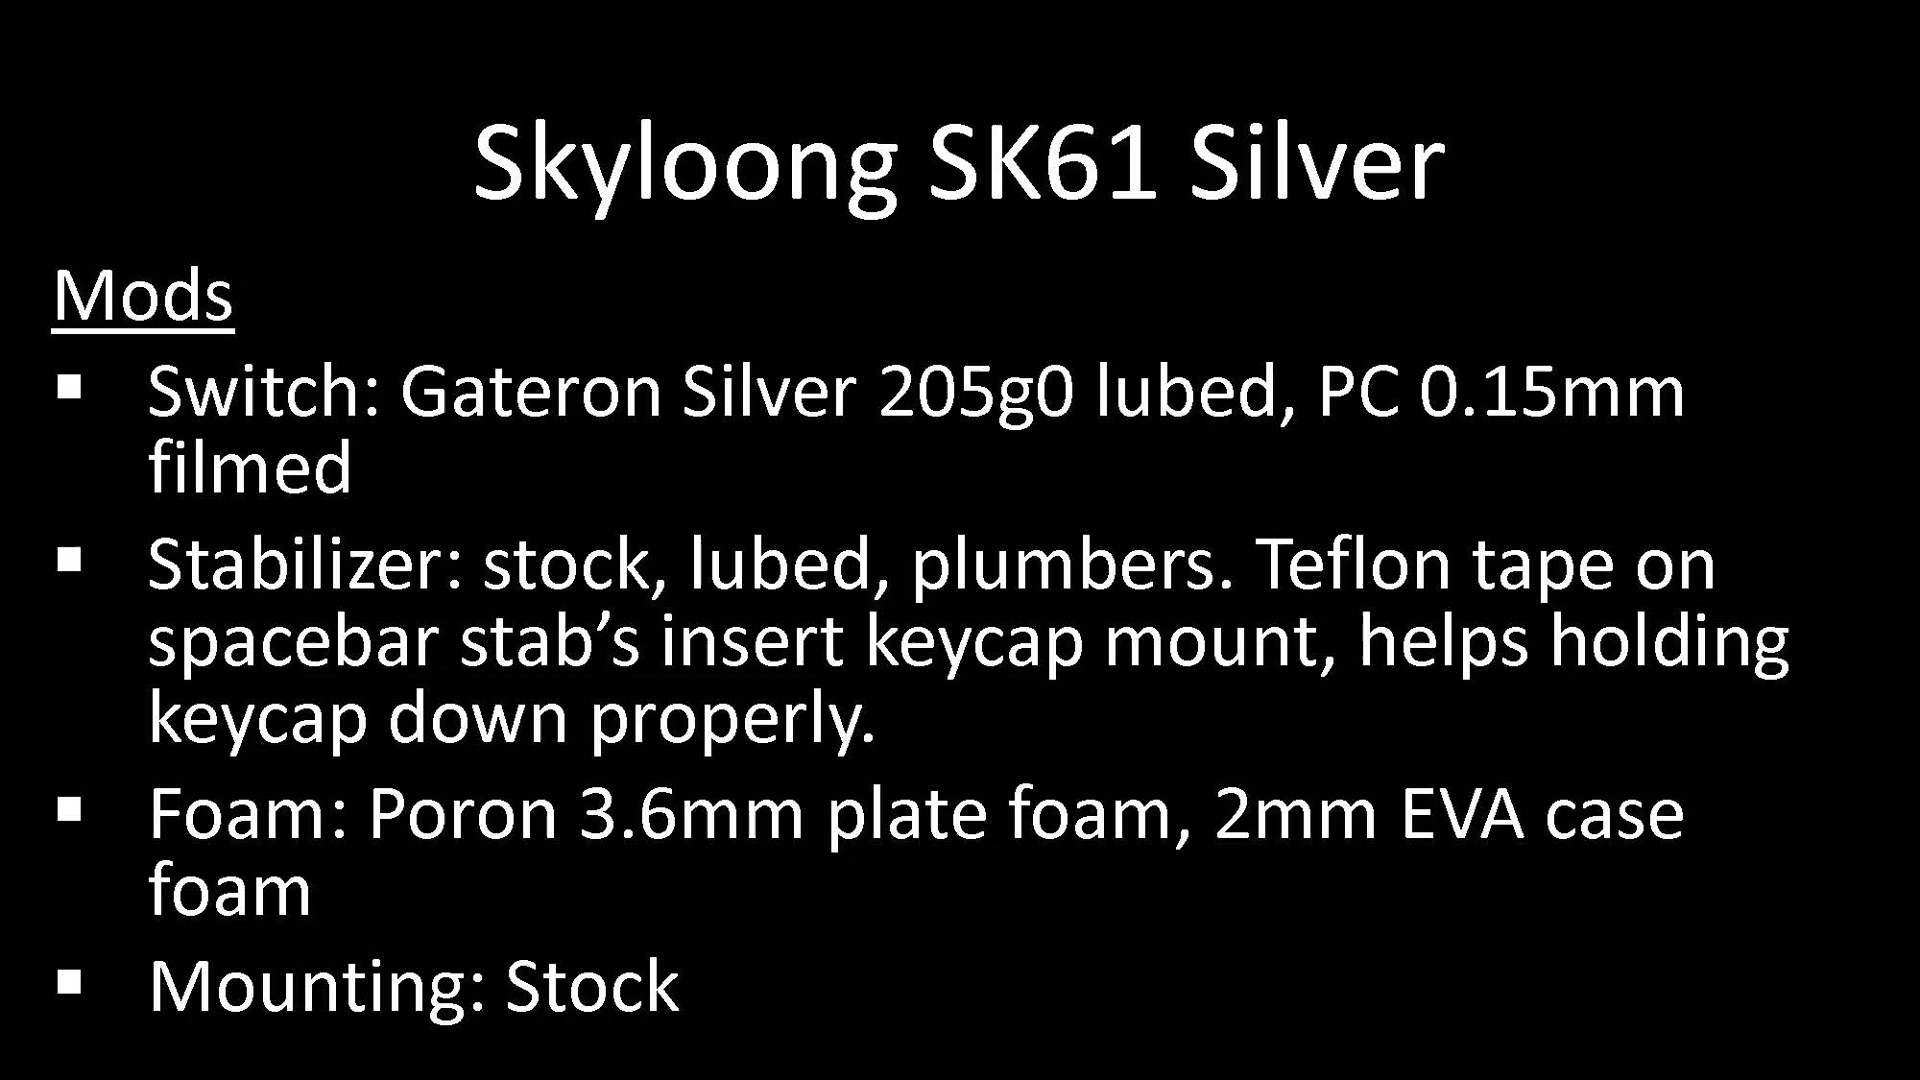 Skyloong SK61 Silver
Mods
▪ Switch: Gateron Silver 205g0 lubed, PC 0.15mm
filmed
▪ Stabilizer: stock, lubed, plumbers. Teflon tape on
spacebar stab’s insert keycap mount, helps holding
keycap down properly.
▪ Foam: Poron 3.6mm plate foam, 2mm EVA case
foam
▪ Mounting: Stock